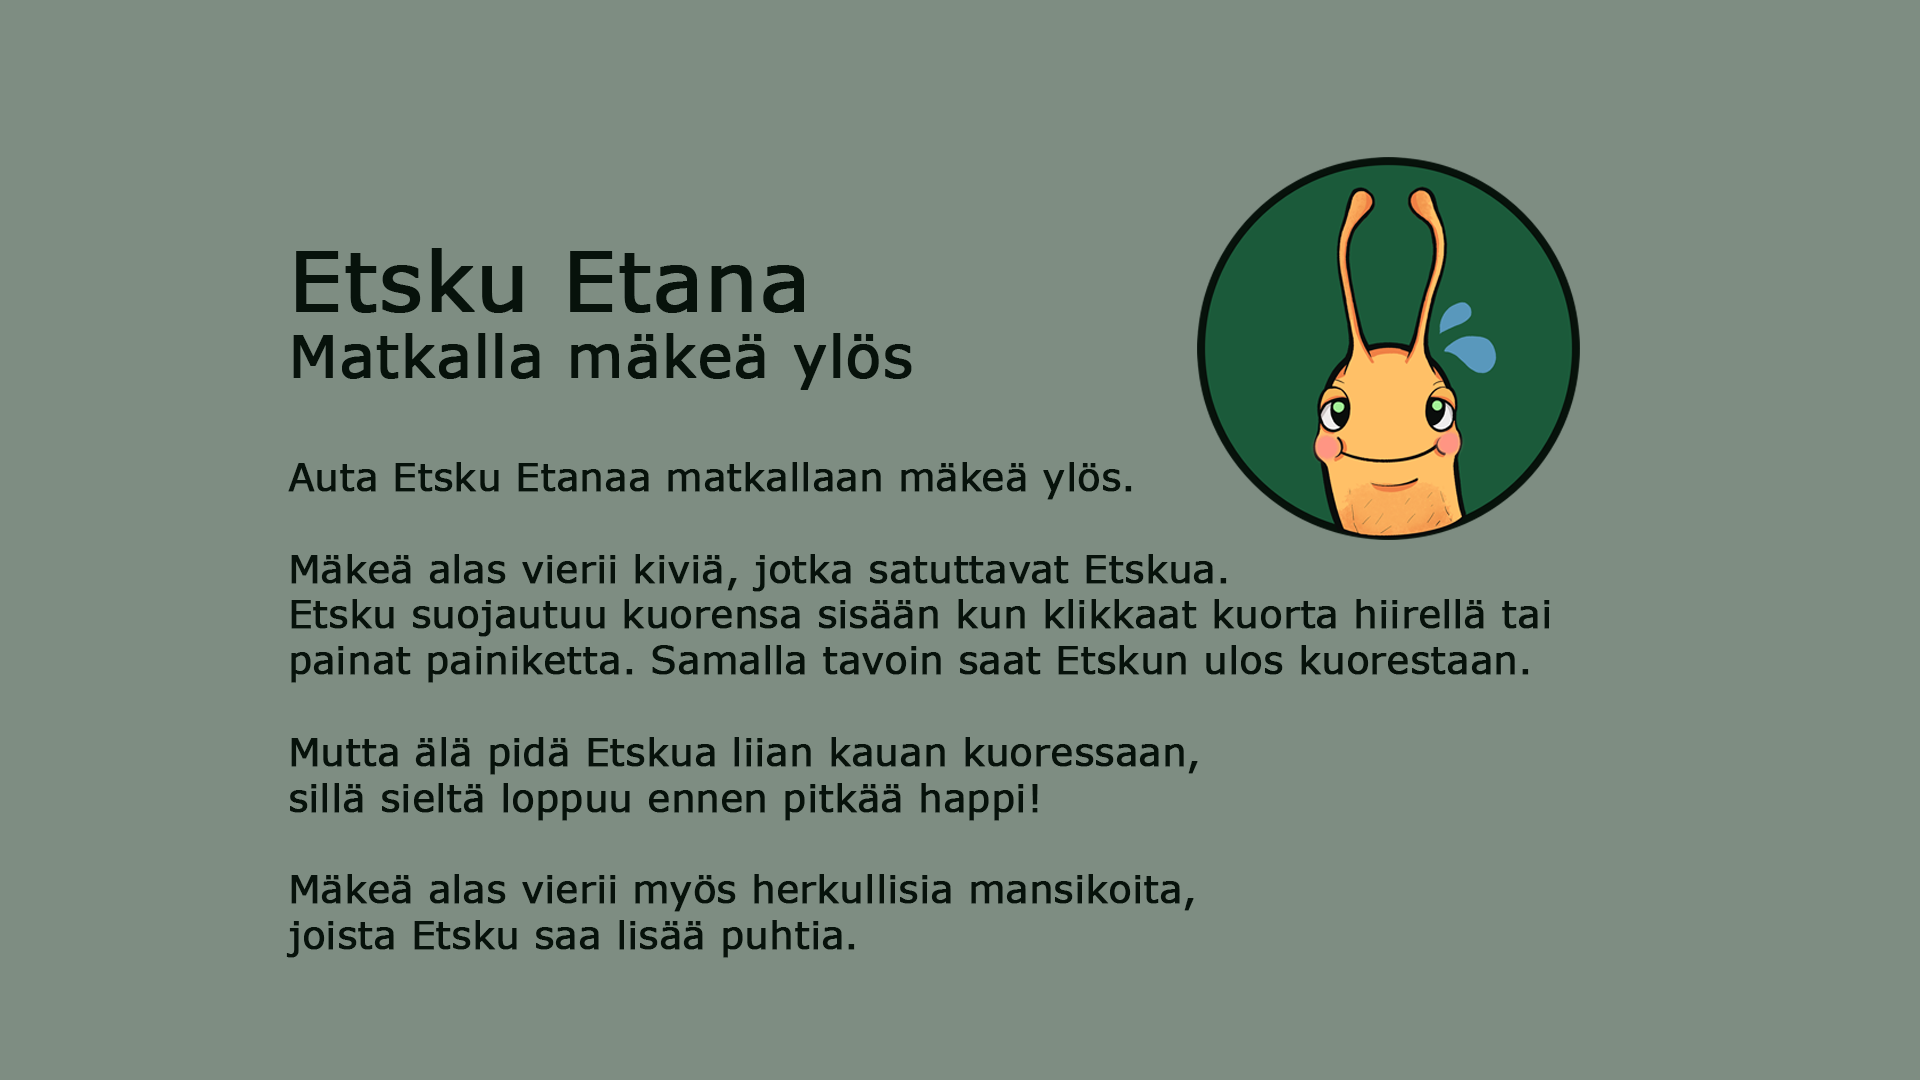 Etsku Etana
Matkalla mäkeä ylös
Auta Etsku Etanaa matkallaan mäkeä ylös.
Mäkeä alas vierii kiviä, jotka satuttavat Etskua.
Etsku suojautuu kuorensa sisään kun klikkaat kuorta hiirellä tai
painat painiketta. Samalla tavoin saat Etskun ulos kuorestaan.
Mutta älä pidä Etskua liian kauan kuoressaan,
sillä sieltä loppuu ennen pitkää happi!
Mäkeä alas vierii myös herkullisia mansikoita,
joista Etsku saa lisää puhtia.